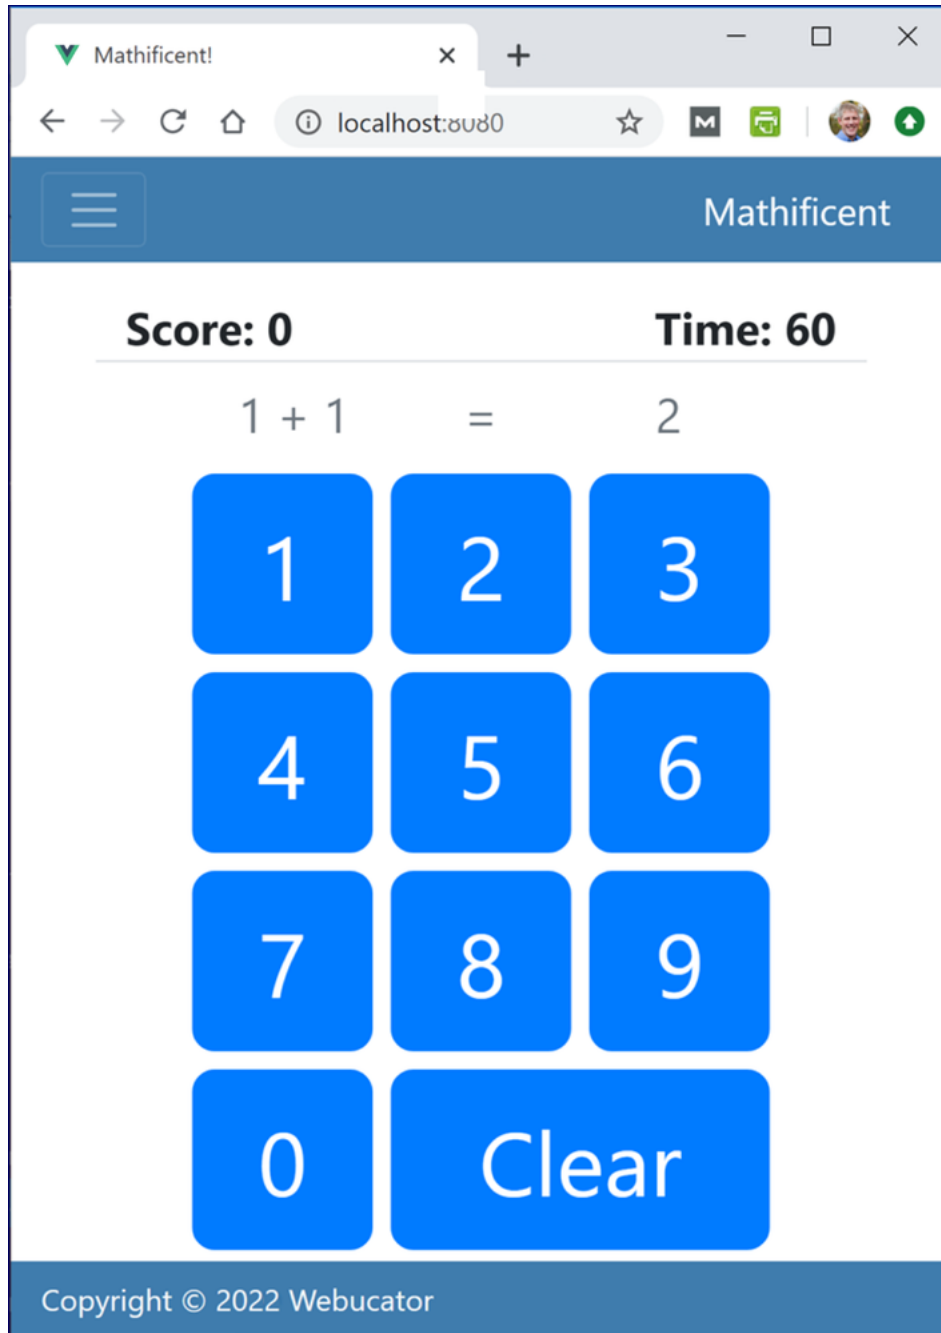 Mathificent!
localhost:8080
Mathificent
Score: 0 Time: 60
1 + 1 = 2
1 2 3
4 5 6
7 8 9
0 Clear
Copyright © 2022 Webucator